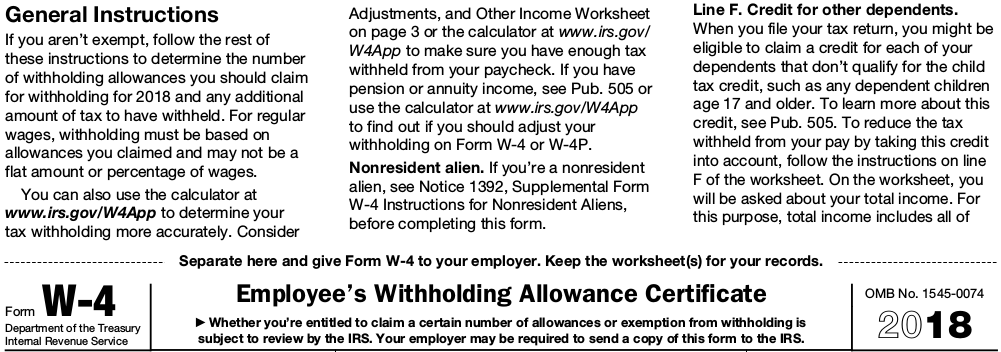 General Instructions
If you aren’t exempt, follow the rest of
these instructions to determine the number
of withholding allowances you should claim
for withholding for 2018 and any additional
amount of tax to have withheld. For regular
wages, withholding must be based on
allowances you claimed and may not be a
flat amount or percentage of wages.
You can also use the calculator at
www.irs.gov/W4App to determine your
tax withholding more accurately. Consider
Adjustments, and Other Income Worksheet
on page 3 or the calculator at www.irs.gov/
W4App to make sure you have enough tax
withheld from your paycheck. If you have
pension or annuity income, see Pub. 505 or
use the calculator at www.irs.gov/W4App
to find out if you should adjust your
withholding on Form W-4 or W-4P.
Nonresident alien. If you’re a nonresident
alien, see Notice 1392, Supplemental Form
W-4 Instructions for Nonresident Aliens,
before completing this form.
Line F. Credit for other dependents.
When you file your tax return, you might be
eligible to claim a credit for each of your
dependents that don’t qualify for the child
tax credit, such as any dependent children
age 17 and older. To learn more about this
credit, see Pub. 505. To reduce the tax
withheld from your pay by taking this credit
into account, follow the instructions on line
F of the worksheet. On the worksheet, you
will be asked about your total income. For
this purpose, total income includes all of
Separate here and give Form W-4 to your employer. Keep the worksheet(s) for your records.
Form W-4
Department of the Treasury
Internal Revenue Service
Employee’s Withholding Allowance Certificate
▶ Whether you’re entitled to claim a certain number of allowances or exemption from withholding is
subject to review by the IRS. Your employer may be required to send a copy of this form to the IRS.
OMB No. 1545-0074
2018